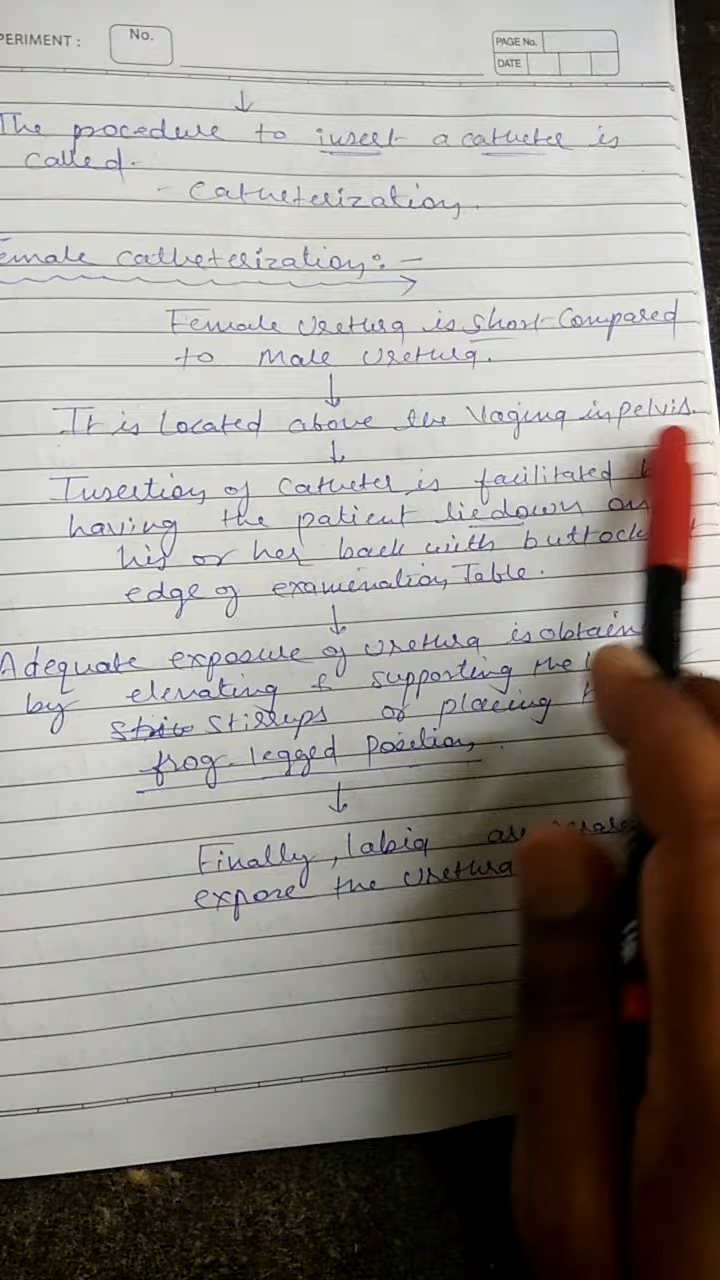 PERIMENT :
No.
PAGE No.
DATE
The procedure to insert a catheter is
called.
- Catheterization.
emale catheterization:-
Female Urethra is short Compared
to male Urethra.
It is located above the Vagina in pelvis.
Insertion of catheter is facilitated
having the patient lie down on
his or her back with buttock
edge of examination Table.
Adequate exposure of urethra is obtain
by elevating & supporting the
stirrups or placing
frog-legged Position.
Finally, labia are
expose the urethra